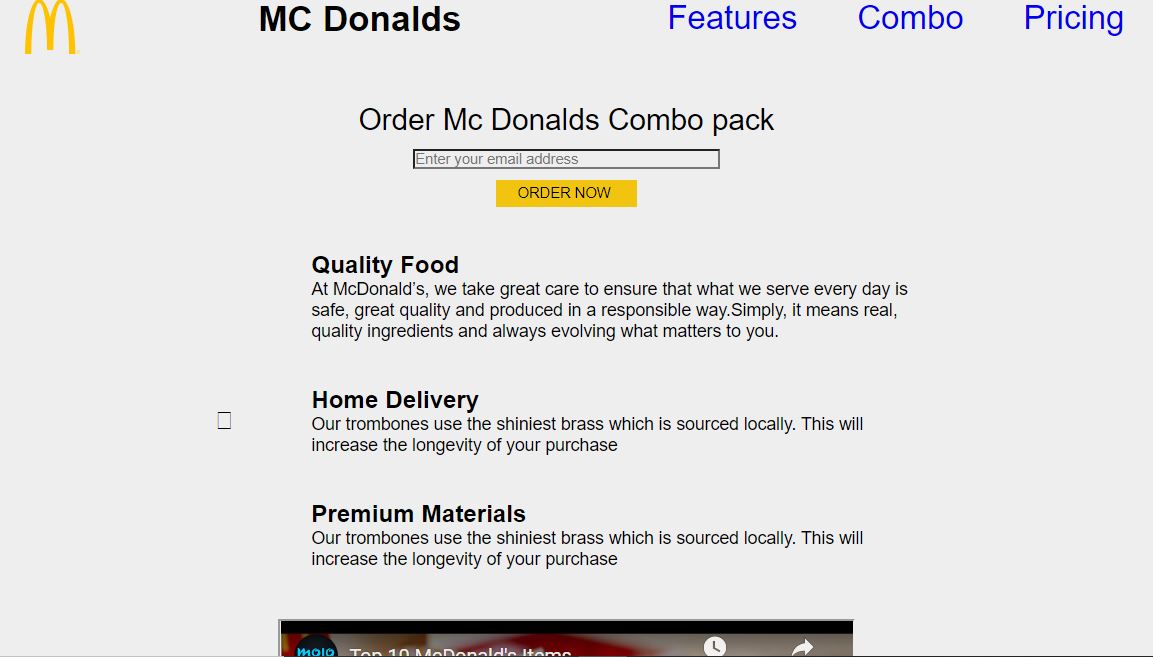 MC Donalds
Features
Combo
Pricing
Order Mc Donalds Combo pack
Enter your email address
ORDER NOW
Quality Food
At McDonald’s, we take great care to ensure that what we serve every day is
safe, great quality and produced in a responsible way.Simply, it means real,
quality ingredients and always evolving what matters to you.
Home Delivery
Our trombones use the shiniest brass which is sourced locally. This will
increase the longevity of your purchase
Premium Materials
Our trombones use the shiniest brass which is sourced locally. This will
increase the longevity of your purchase
mojo
Top 10 McDonald's Items